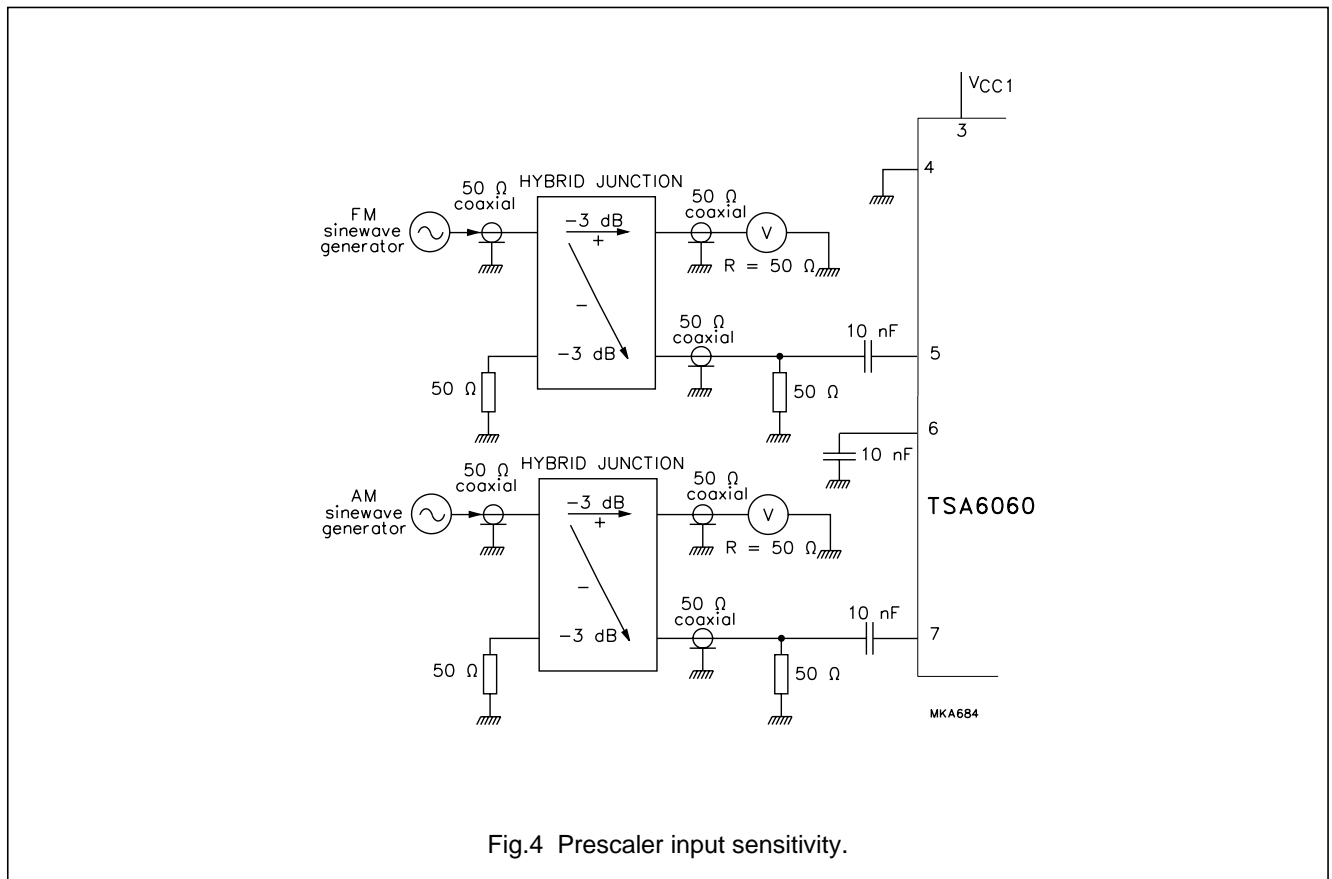 VCC1
3
4
HYBRID JUNCTION
50 Ω
coaxial
FM
sinewave
generator
−3 dB
+
50 Ω
coaxial
V
R = 50 Ω
−
−3 dB
50 Ω
50 Ω
coaxial
50 Ω
10 nF
5
6
10 nF
HYBRID JUNCTION
50 Ω
coaxial
AM
sinewave
generator
−3 dB
+
50 Ω
coaxial
V
R = 50 Ω
TSA6060
−
−3 dB
50 Ω
50 Ω
coaxial
50 Ω
10 nF
7
MKA684
Fig.4 Prescaler input sensitivity.